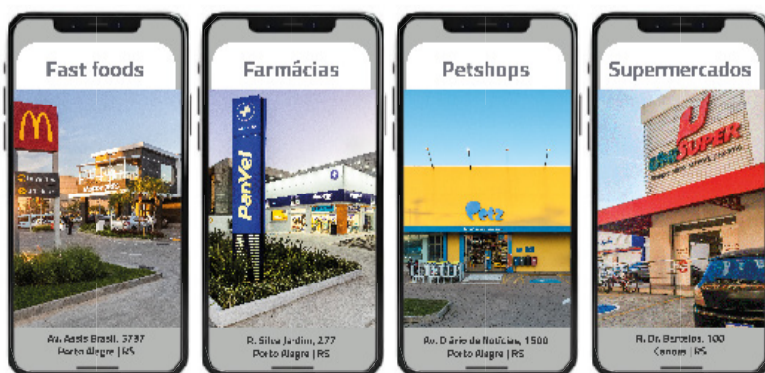 Fast foods
Farmácias
Petshops
Supermercados
PanVel
Petz
UniSuper
Av. Assis Brasil, 3737
Porto Alegre | RS
R. Silva Jardim, 277
Porto Alegre | RS
Av. Diário de Notícias, 1500
Porto Alegre | RS
R. Dr. Barcelos, 100
Canoas | RS